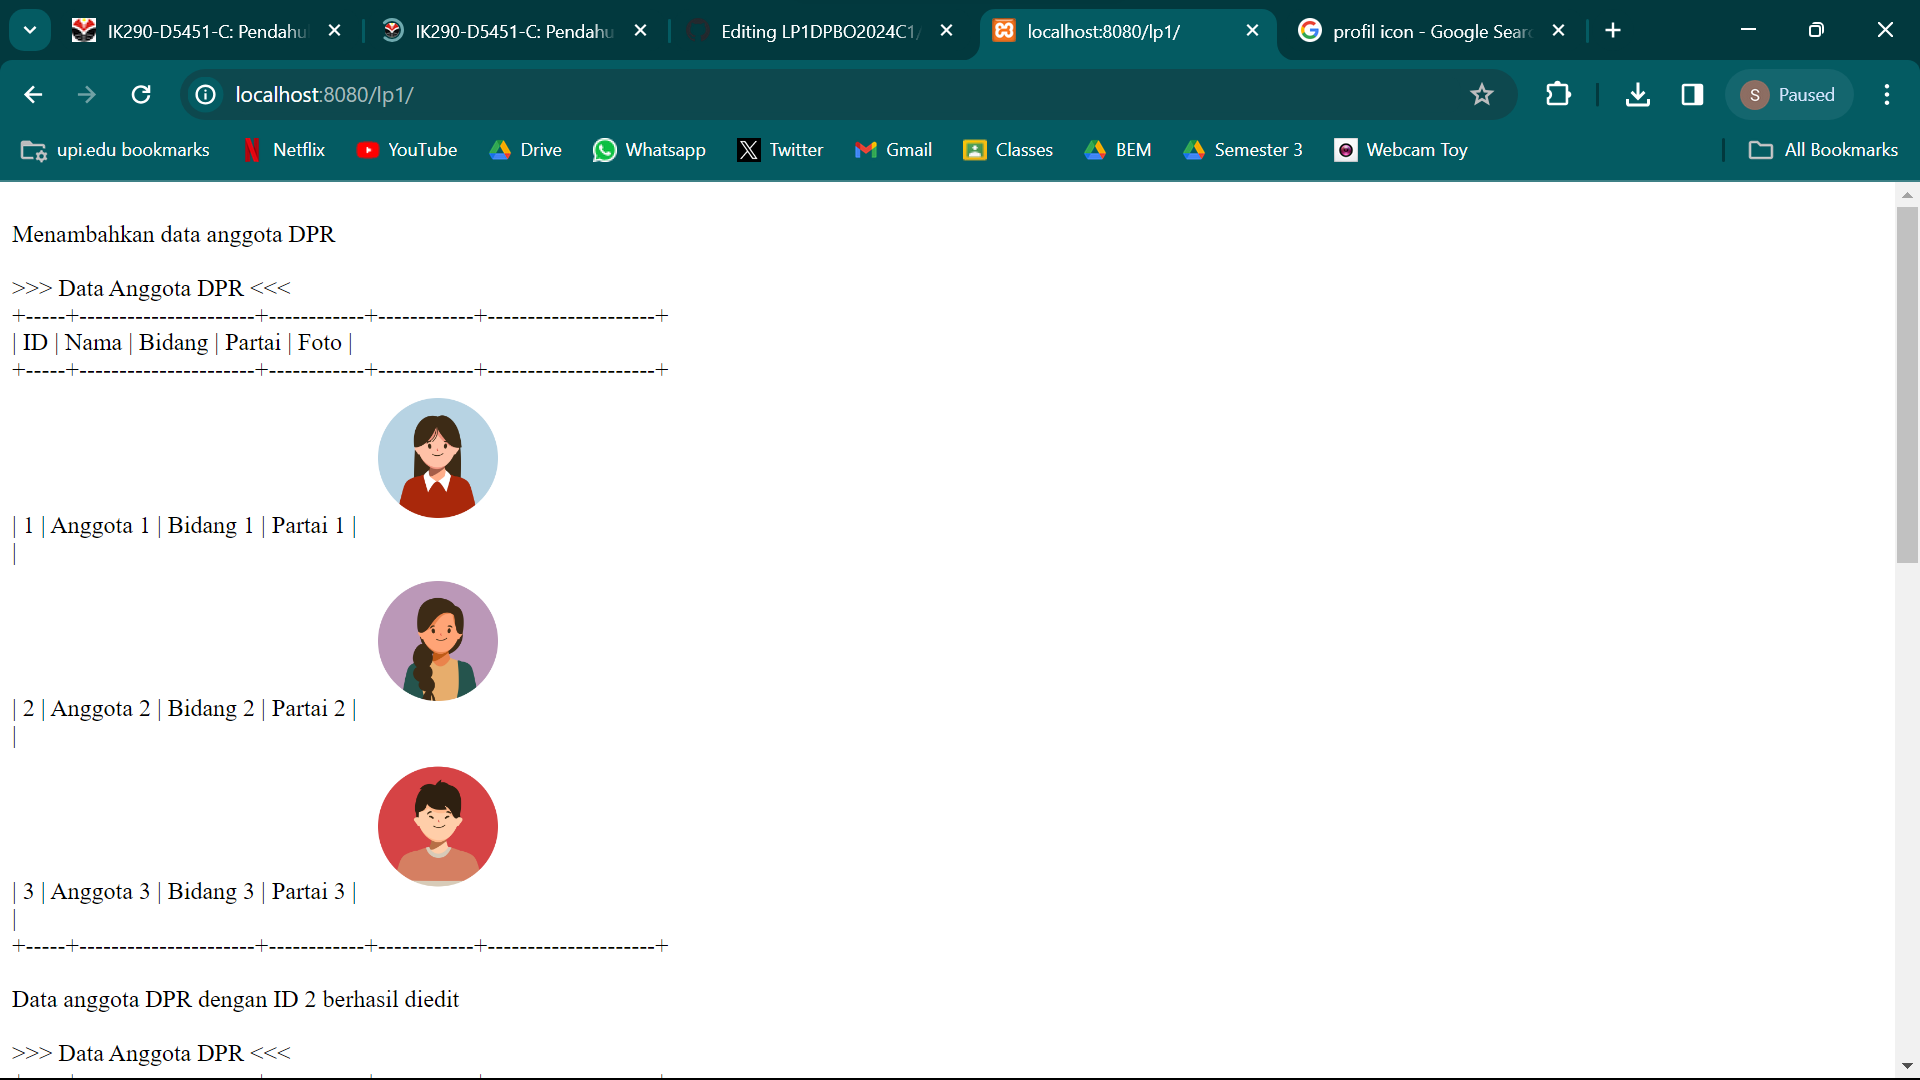 IK290-D5451-C: Pendahul
IK290-D5451-C: Pendahu
Editing LP1DPBO2024C1/
localhost:8080/lp1/
profil icon - Google Sear
localhost:8080/lp1/
S Paused
upi.edu bookmarks
Netflix
YouTube
Drive
Whatsapp
Twitter
Gmail
Classes
BEM
Semester 3
Webcam Toy
All Bookmarks
Menambahkan data anggota DPR
>>> Data Anggota DPR <<<
+-----+----------------------+------------+------------+---------------------+
| ID | Nama | Bidang | Partai | Foto |
+-----+----------------------+------------+------------+---------------------+
| 1 | Anggota 1 | Bidang 1 | Partai 1 |
|
| 2 | Anggota 2 | Bidang 2 | Partai 2 |
|
| 3 | Anggota 3 | Bidang 3 | Partai 3 |
|
+-----+----------------------+------------+------------+---------------------+
Data anggota DPR dengan ID 2 berhasil diedit
>>> Data Anggota DPR <<<